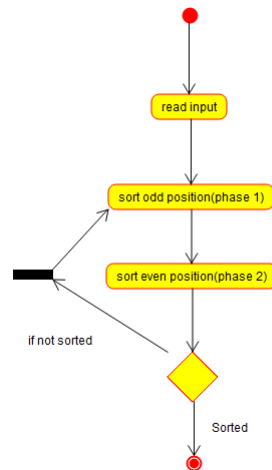 read input
sort odd position(phase 1)
sort even position(phase 2)
if not sorted
Sorted